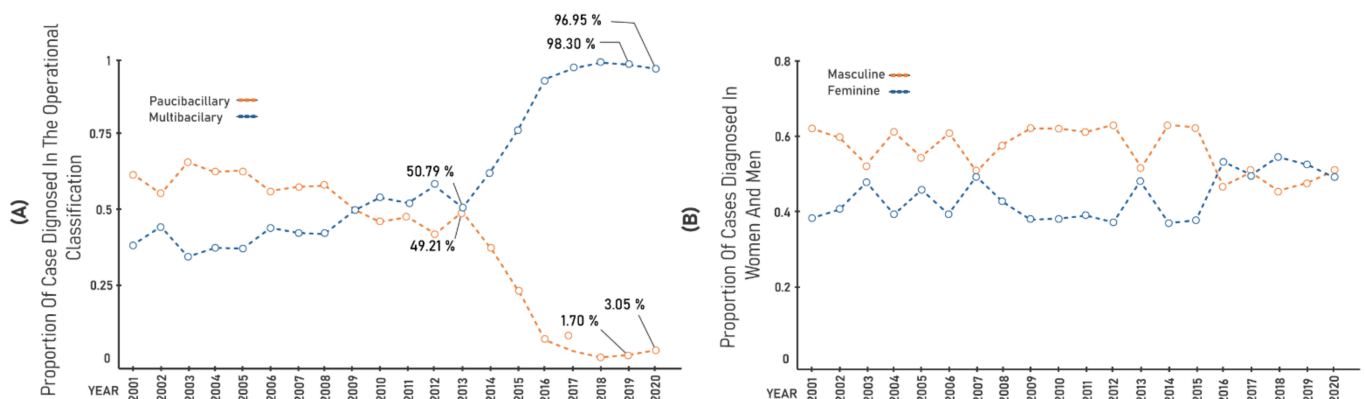 (A)
Proportion Of Case Dignosed In The Operational
Classification
1
0.75
0.5
0.25
0
Paucibacillary
Multibacilary
96.95 %
98.30 %
50.79 %
49.21 %
1.70 %
3.05 %
YEAR 2001 2002 2003 2004 2005 2006 2007 2008 2009 2010 2011 2012 2013 2014 2015 2016 2017 2018 2019 2020
(B)
Proportion Of Cases Diagnosed In
Women And Men
0.8
0.6
0.4
0.2
0
Masculine
Feminine
YEAR 2001 2002 2003 2004 2005 2006 2007 2008 2009 2010 2011 2012 2013 2014 2015 2016 2017 2018 2019 2020